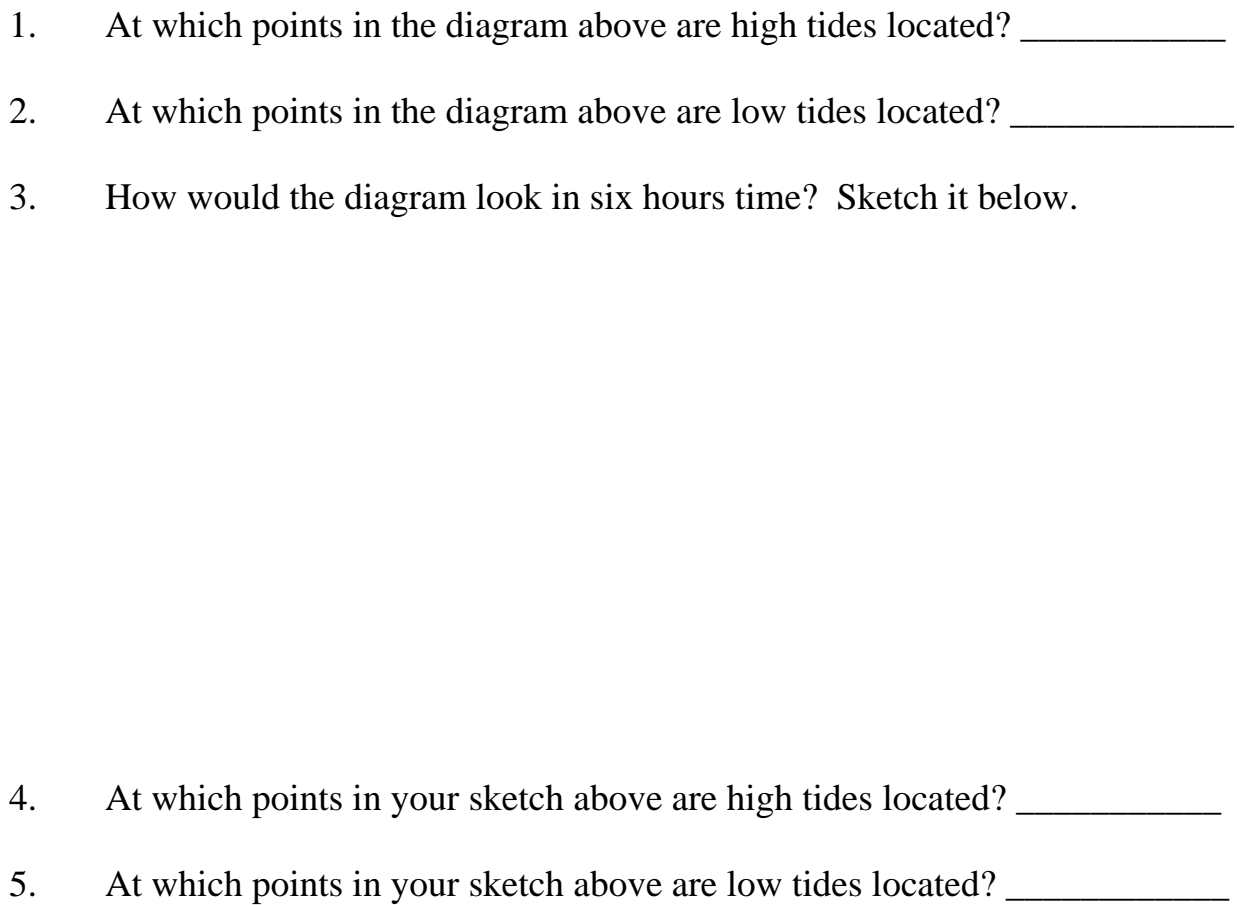 1. At which points in the diagram above are high tides located? ___________
2. At which points in the diagram above are low tides located? ____________
3. How would the diagram look in six hours time? Sketch it below.
4. At which points in your sketch above are high tides located? ___________
5. At which points in your sketch above are low tides located? ____________